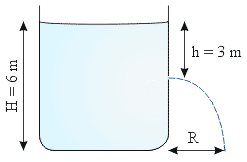 H = 6 m
h = 3 m
R